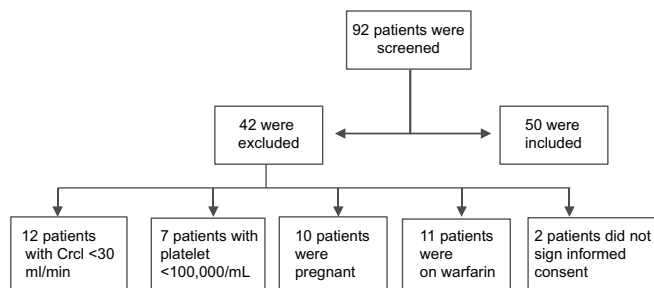 92 patients were
screened
42 were
excluded
50 were
included
12 patients
with Crcl <30
ml/min
7 patients with
platelet
<100,000/mL
10 patients
were
pregnant
11 patients
were
on warfarin
2 patients did not
sign informed
consent